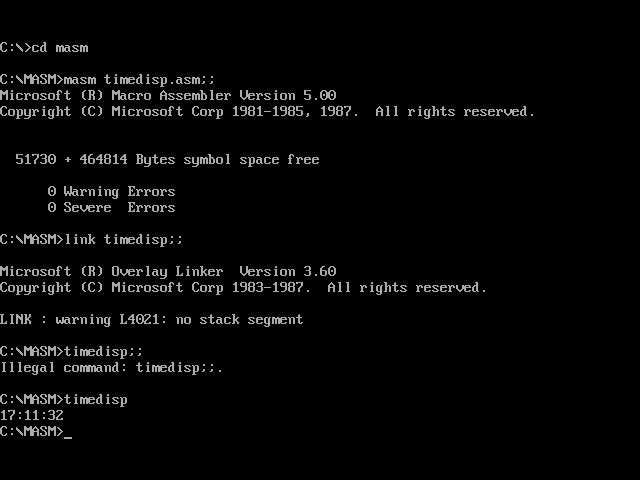 C:\>cd masm
C:\MASM>masm timedisp.asm;;
Microsoft (R) Macro Assembler Version 5.00
Copyright (C) Microsoft Corp 1981-1985, 1987.  All rights reserved.
51730 + 464814 Bytes symbol space free
0 Warning Errors
0 Severe  Errors
C:\MASM>link timedisp;;
Microsoft (R) Overlay Linker  Version 3.60
Copyright (C) Microsoft Corp 1983-1987.  All rights reserved.
LINK : warning L4021: no stack segment
C:\MASM>timedisp;;
Illegal command: timedisp;;.
C:\MASM>timedisp
17:11:32
C:\MASM>_